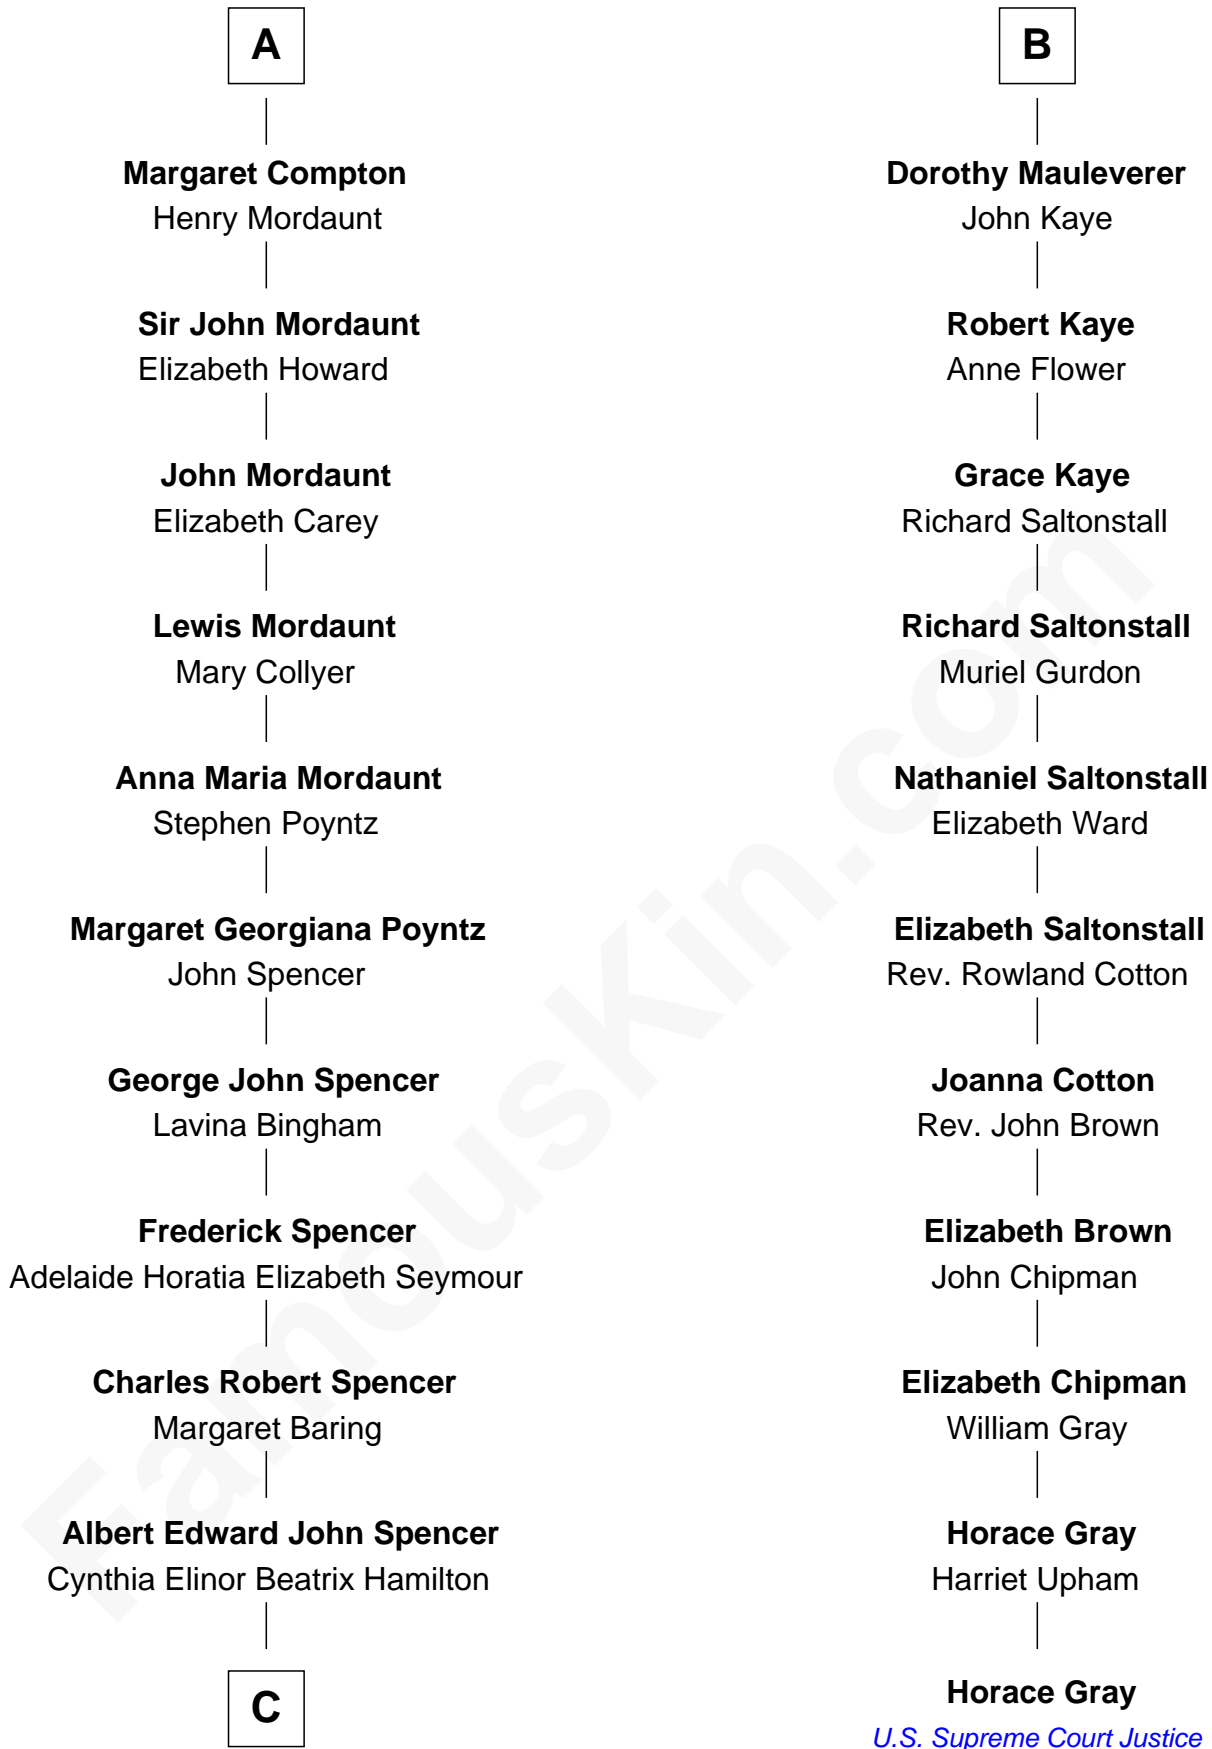 A
Margaret Compton
Henry Mordaunt
Sir John Mordaunt
Elizabeth Howard
John Mordaunt
Elizabeth Carey
Lewis Mordaunt
Mary Collyer
Anna Maria Mordaunt
Stephen Poyntz
Margaret Georgiana Poyntz
John Spencer
George John Spencer
Lavina Bingham
Frederick Spencer
Adelaide Horatia Elizabeth Seymour
Charles Robert Spencer
Margaret Baring
Albert Edward John Spencer
Cynthia Elinor Beatrix Hamilton
C
B
Dorothy Mauleverer
John Kaye
Robert Kaye
Anne Flower
Grace Kaye
Richard Saltonstall
Richard Saltonstall
Muriel Gurdon
Nathaniel Saltonstall
Elizabeth Ward
Elizabeth Saltonstall
Rev. Rowland Cotton
Joanna Cotton
Rev. John Brown
Elizabeth Brown
John Chipman
Elizabeth Chipman
William Gray
Horace Gray
Harriet Upham
Horace Gray
U.S. Supreme Court Justice
FamousKin.com